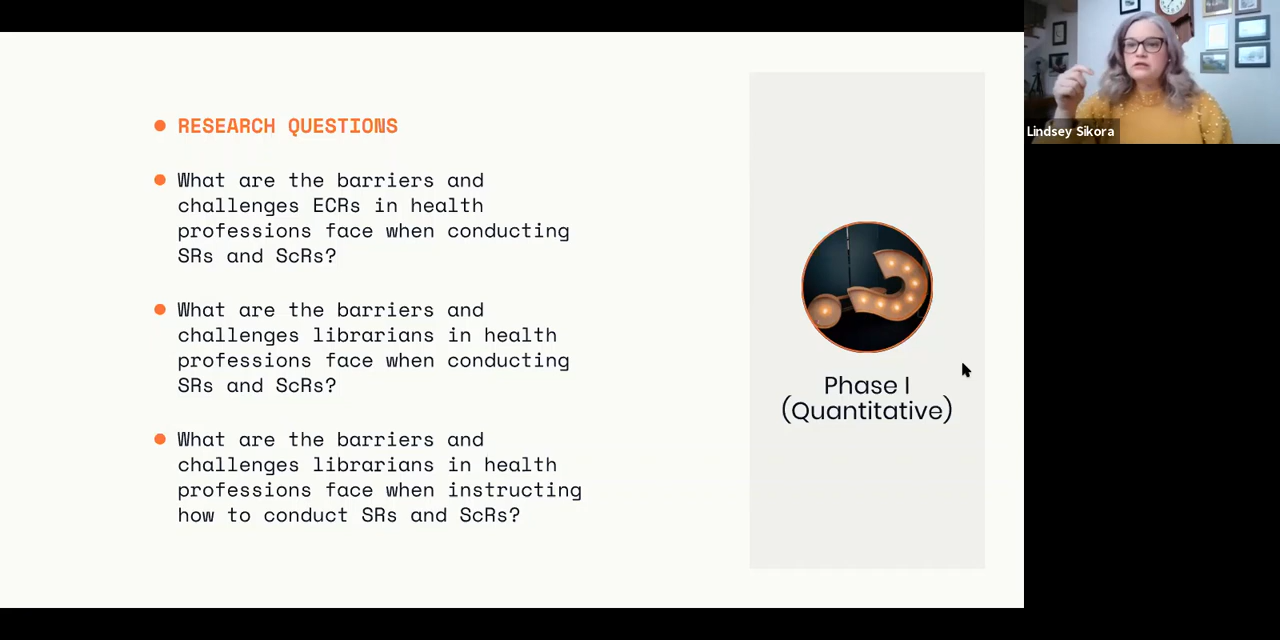 RESEARCH QUESTIONS
What are the barriers and
challenges ECRs in health
professions face when conducting
SRs and ScRs?
What are the barriers and
challenges librarians in health
professions face when conducting
SRs and ScRs?
What are the barriers and
challenges librarians in health
professions face when instructing
how to conduct SRs and ScRs?
Phase I
(Quantitative)
Lindsey Sikora